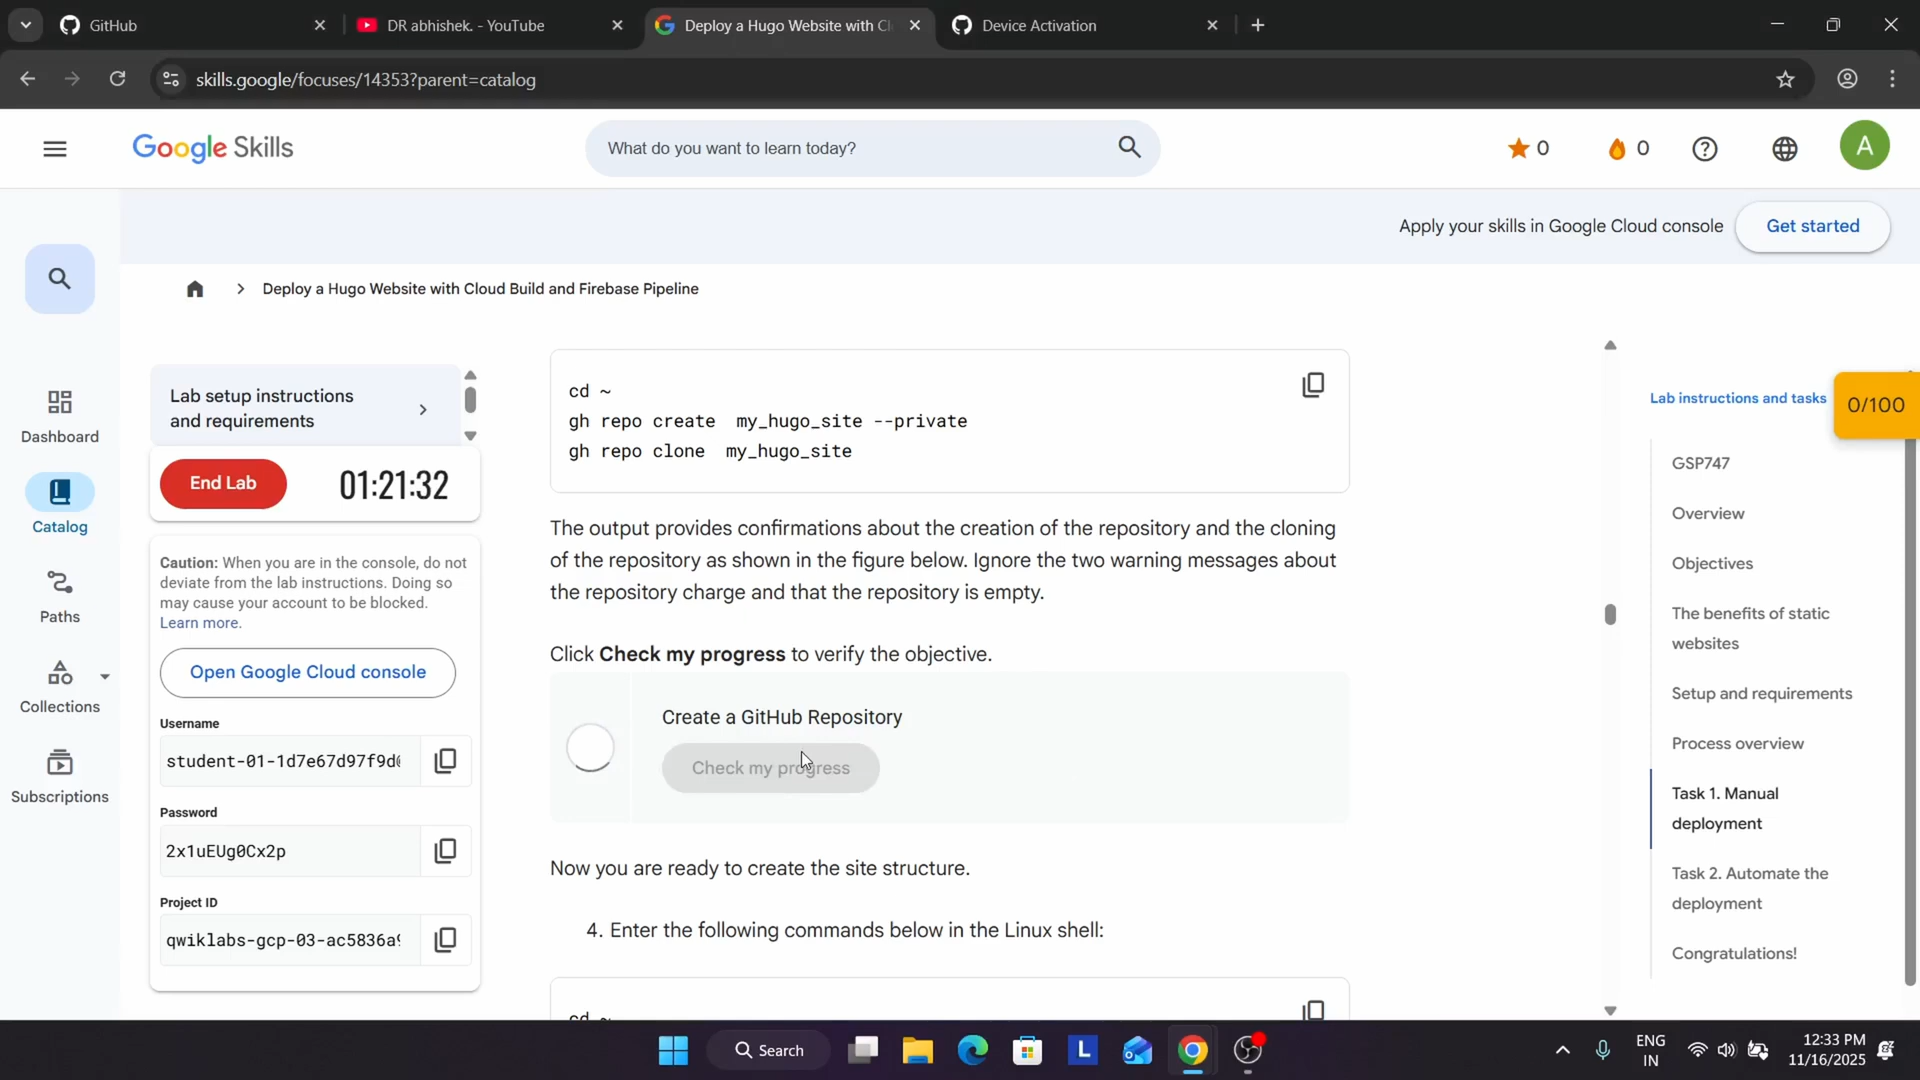 GitHub
DR abhishek. - YouTube
Deploy a Hugo Website with Cl
Device Activation
skills.google/focuses/14353?parent=catalog
Google Skills
What do you want to learn today?
0
0
A
Apply your skills in Google Cloud console
Get started
Deploy a Hugo Website with Cloud Build and Firebase Pipeline
Dashboard
Catalog
Paths
Collections
Subscriptions
Lab setup instructions
and requirements
End Lab
01:21:32
Caution: When you are in the console, do not
deviate from the lab instructions. Doing so
may cause your account to be blocked.
Learn more.
Open Google Cloud console
Username
student-01-1d7e67d97f9d@
Password
2x1uEUg0Cx2p
Project ID
qwiklabs-gcp-03-ac5836a9
cd ~
gh repo create  my_hugo_site --private
gh repo clone  my_hugo_site
The output provides confirmations about the creation of the repository and the cloning
of the repository as shown in the figure below. Ignore the two warning messages about
the repository charge and that the repository is empty.
Click Check my progress to verify the objective.
Create a GitHub Repository
Check my progress
Now you are ready to create the site structure.
4. Enter the following commands below in the Linux shell:
cd ~
Lab instructions and tasks
0/100
GSP747
Overview
Objectives
The benefits of static
websites
Setup and requirements
Process overview
Task 1. Manual
deployment
Task 2. Automate the
deployment
Congratulations!
Search
L
ENG
IN
12:33 PM
11/16/2025